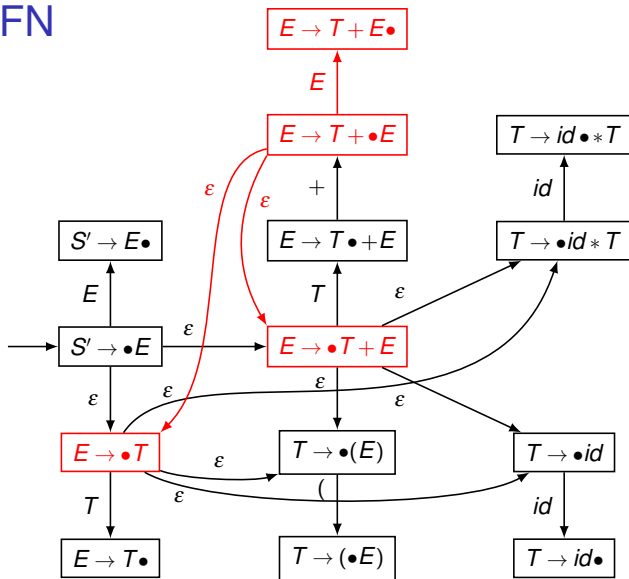 FN
E → T + E●
E
E → T + ●E
T → id ● * T
ε
ε
+
id
S′ → E●
E → T ● + E
T → ●id * T
E
T
ε
S′ → ●E
ε
E → ●T + E
ε
ε
ε
ε
E → ●T
ε
T → ●(E)
T → ●id
T
ε
(
id
E → T●
T → (●E)
T → id●